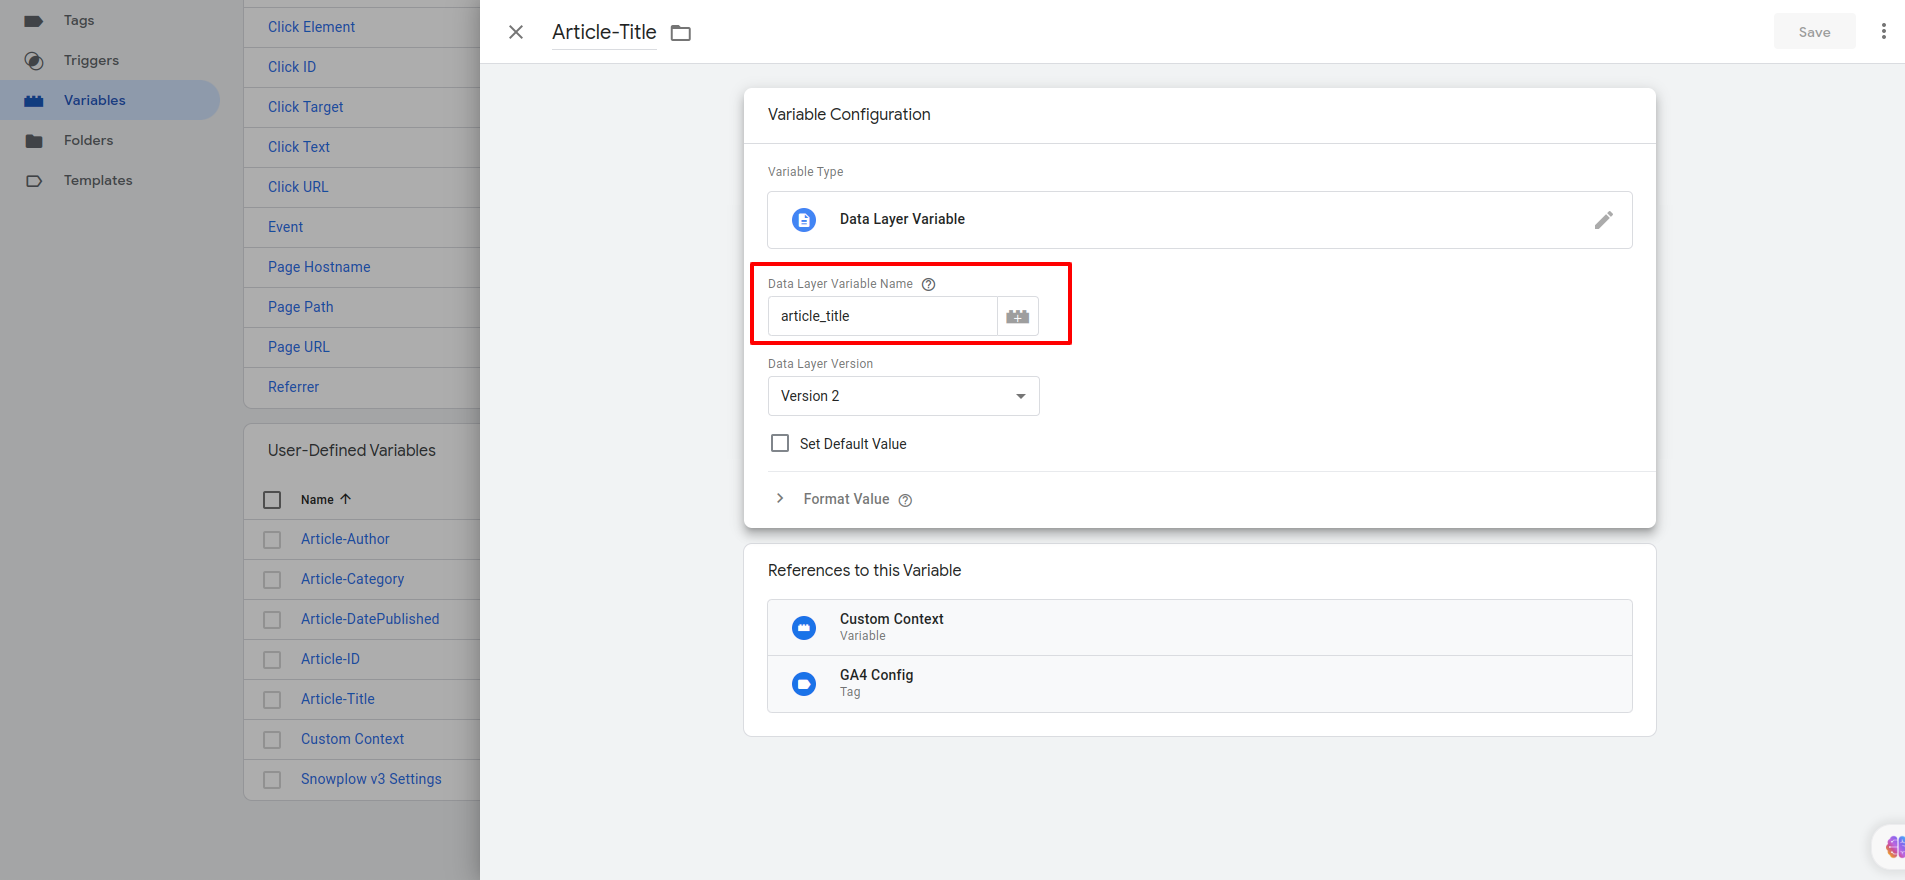 Tags
Triggers
Variables
Folders
Templates
Click Element
Click ID
Click Target
Click Text
Click URL
Event
Page Hostname
Page Path
Page URL
Referrer
User-Defined Variables
Name
Article-Author
Article-Category
Article-DatePublished
Article-ID
Article-Title
Custom Context
Snowplow v3 Settings
Article-Title
Save
Variable Configuration
Variable Type
Data Layer Variable
Data Layer Variable Name
article_title
Data Layer Version
Version 2
Set Default Value
Format Value
References to this Variable
Custom Context
Variable
GA4 Config
Tag